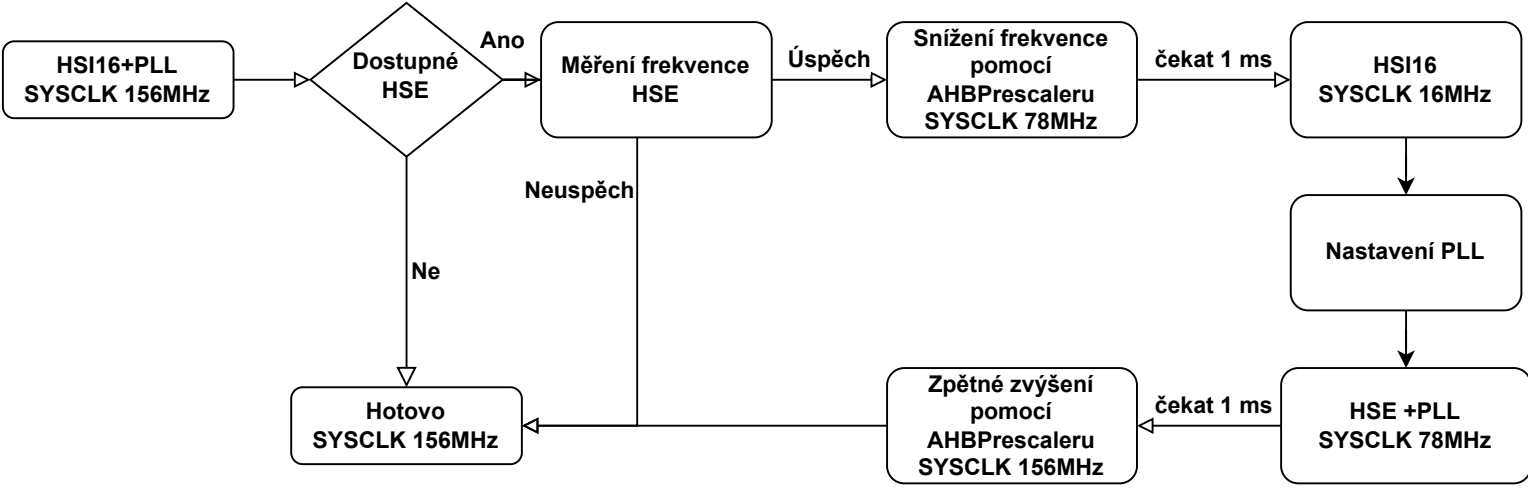 HSI16+PLL
SYSCLK 156MHz
Dostupné
HSE
Ano
Měření frekvence
HSE
Úspěch
Snížení frekvence
pomocí
AHBPrescaleru
SYSCLK 78MHz
čekat 1 ms
HSI16
SYSCLK 16MHz
Neuspěch
Ne
Nastavení PLL
HSE +PLL
SYSCLK 78MHz
čekat 1 ms
Zpětné zvýšení
pomocí
AHBPrescaleru
SYSCLK 156MHz
Hotovo
SYSCLK 156MHz